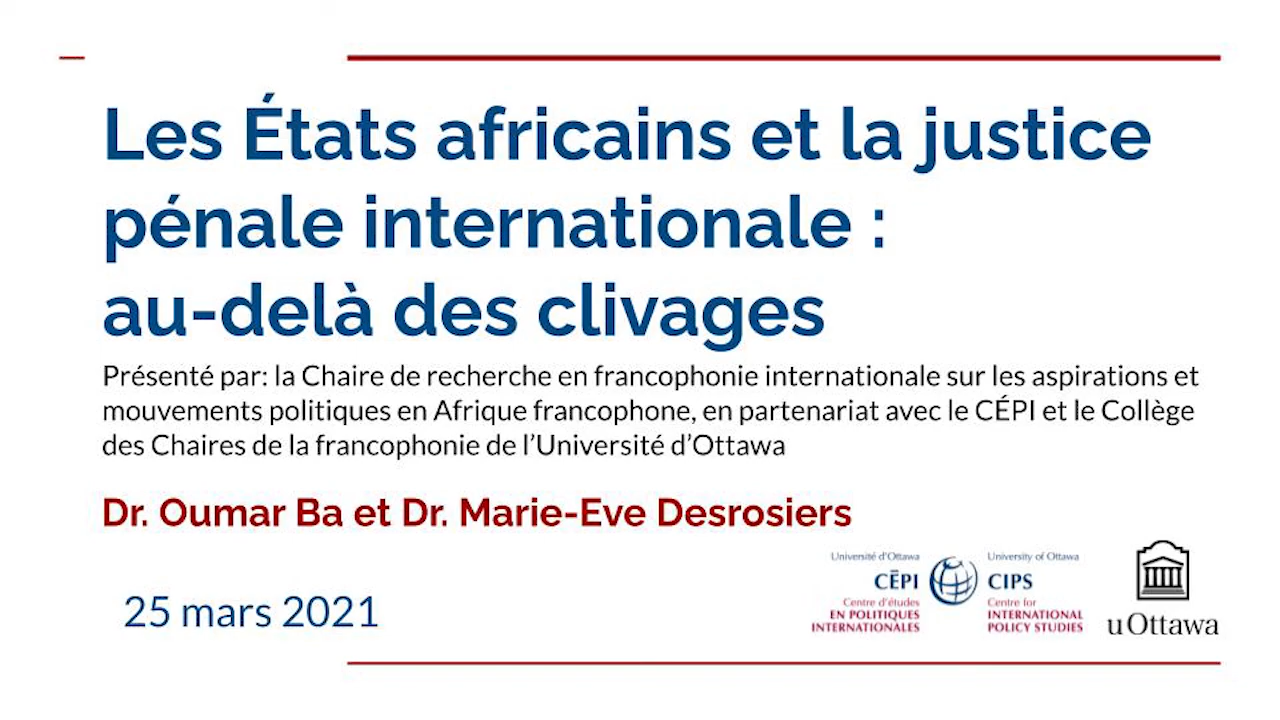 Les États africains et la justice
pénale internationale :
au-delà des clivages
Présenté par: la Chaire de recherche en francophonie internationale sur les aspirations et
mouvements politiques en Afrique francophone, en partenariat avec le CÉPI et le Collège
des Chaires de la francophonie de l'Université d'Ottawa
Dr. Oumar Ba et Dr. Marie-Eve Desrosiers
25 mars 2021
Université d'Ottawa
CÉPI
Centre d'études
EN POLITIQUES
INTERNATIONALES
University of Ottawa
CIPS
Centre for
INTERNATIONAL
POLICY STUDIES
uOttawa